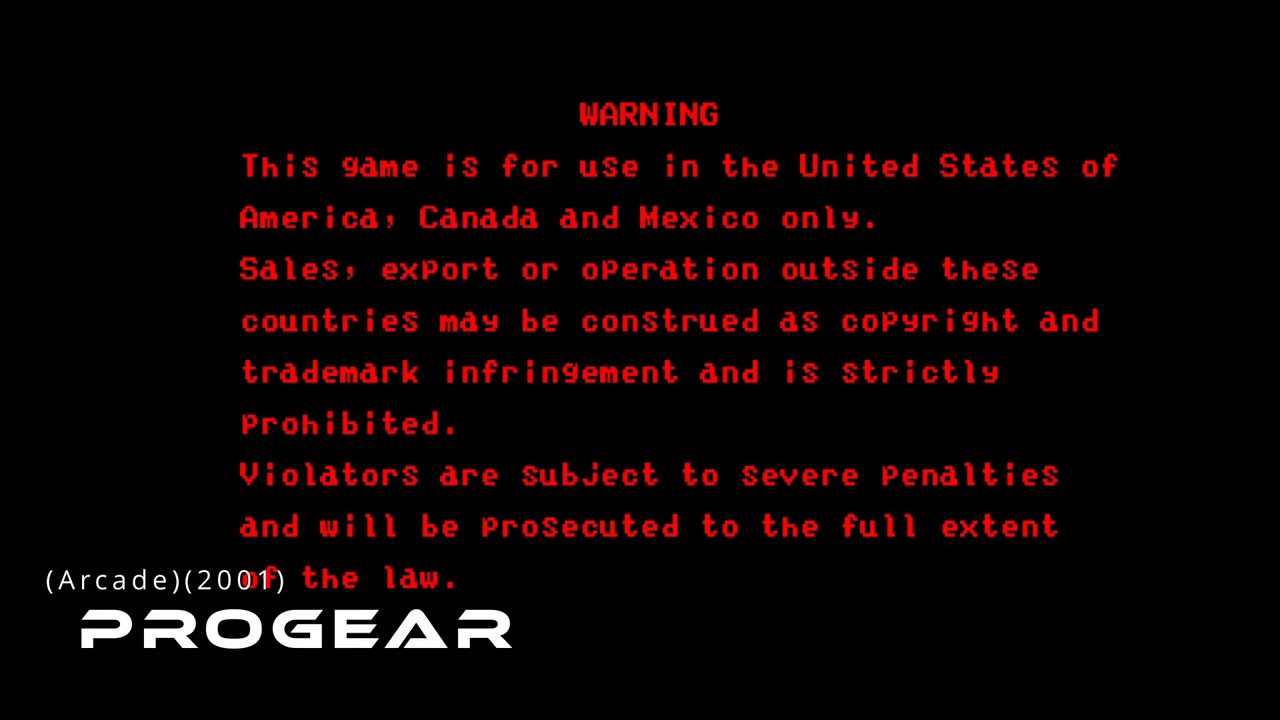 WARNING
This game is for use in the United States of
America, Canada and Mexico only.
Sales, export or operation outside these
countries may be construed as copyright and
trademark infringement and is strictly
prohibited.
Violators are subject to severe penalties
and will be prosecuted to the full extent
of the law.
(Arcade)(2001)
PROGEAR